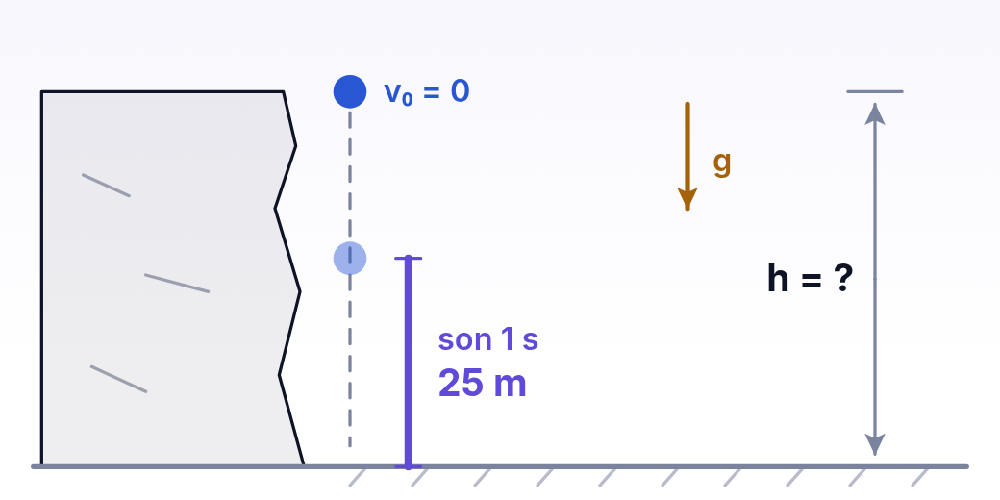 v₀ = 0
g
h = ?
son 1 s
25 m